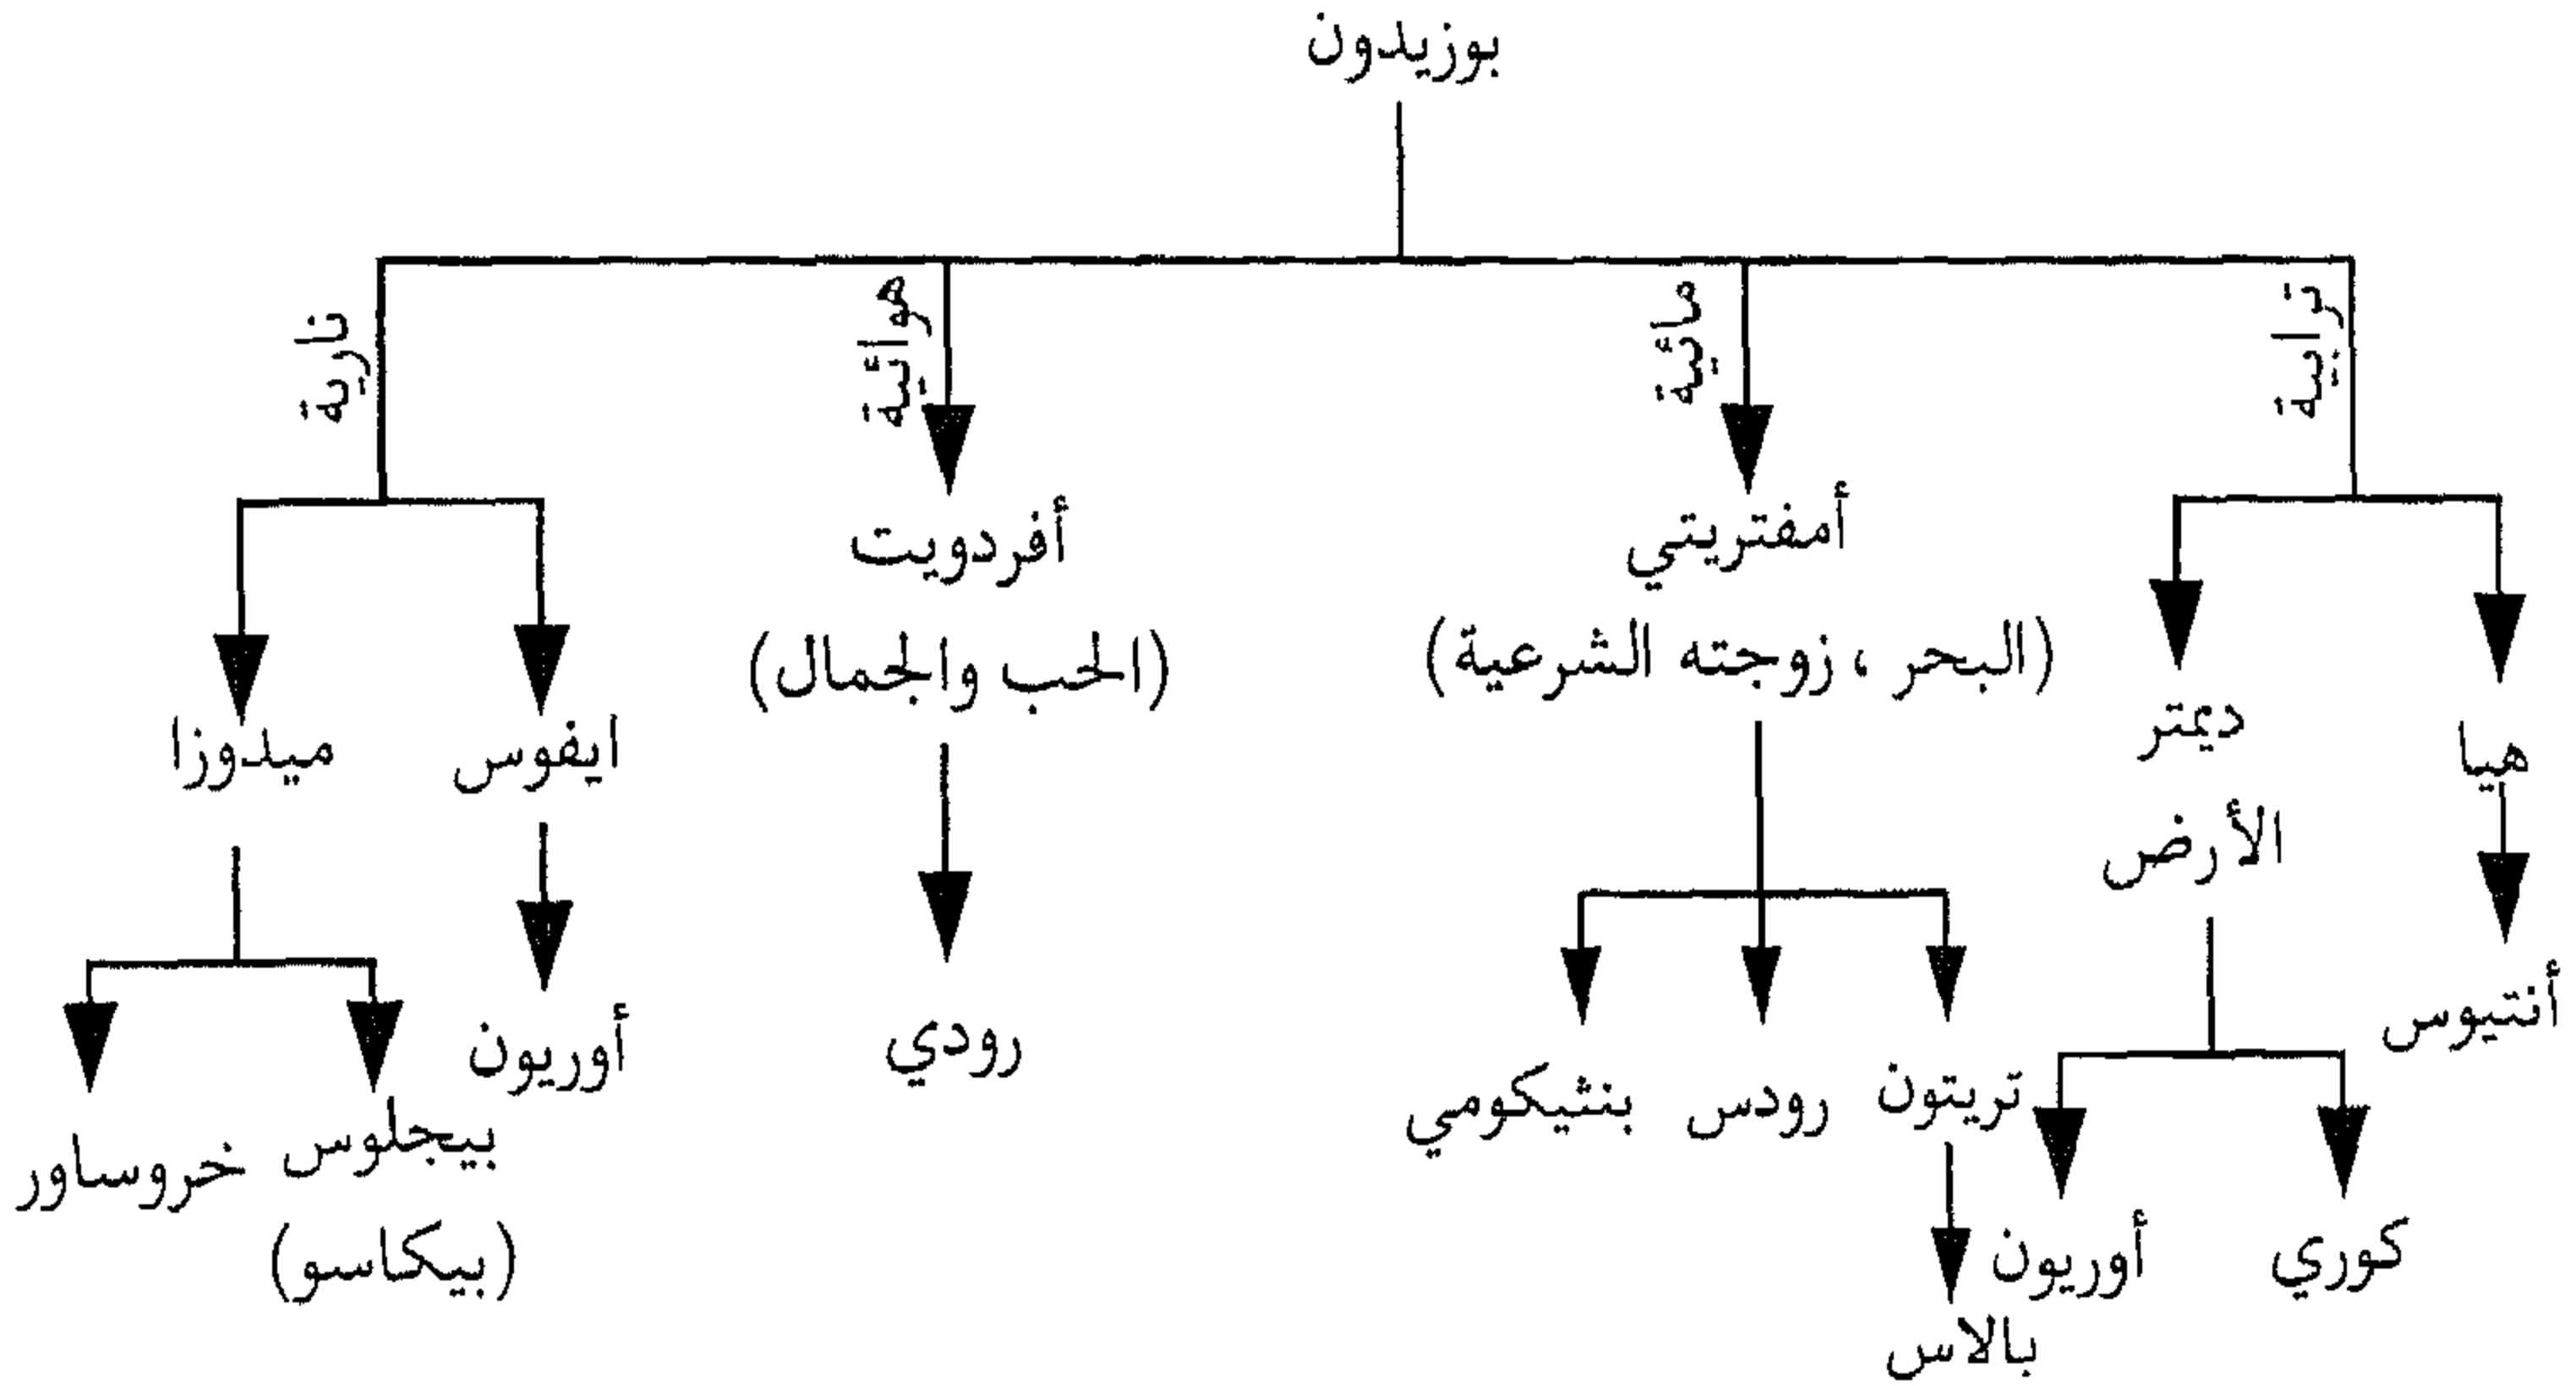 بوزيدون
ترابية
مائية
هوائية
نارية
هيا
أنتيوس
ديمتر
الأرض
كوري
أوريون
أمفتريتي
(البحر ، زوجته الشرعية)
تريتون
رودس
بنثيكومي
بالاس
أفردويت
(الحب والجمال)
رودي
ايفوس
أوريون
ميدوزا
بيجلوس
(بيكاسو)
خروساور